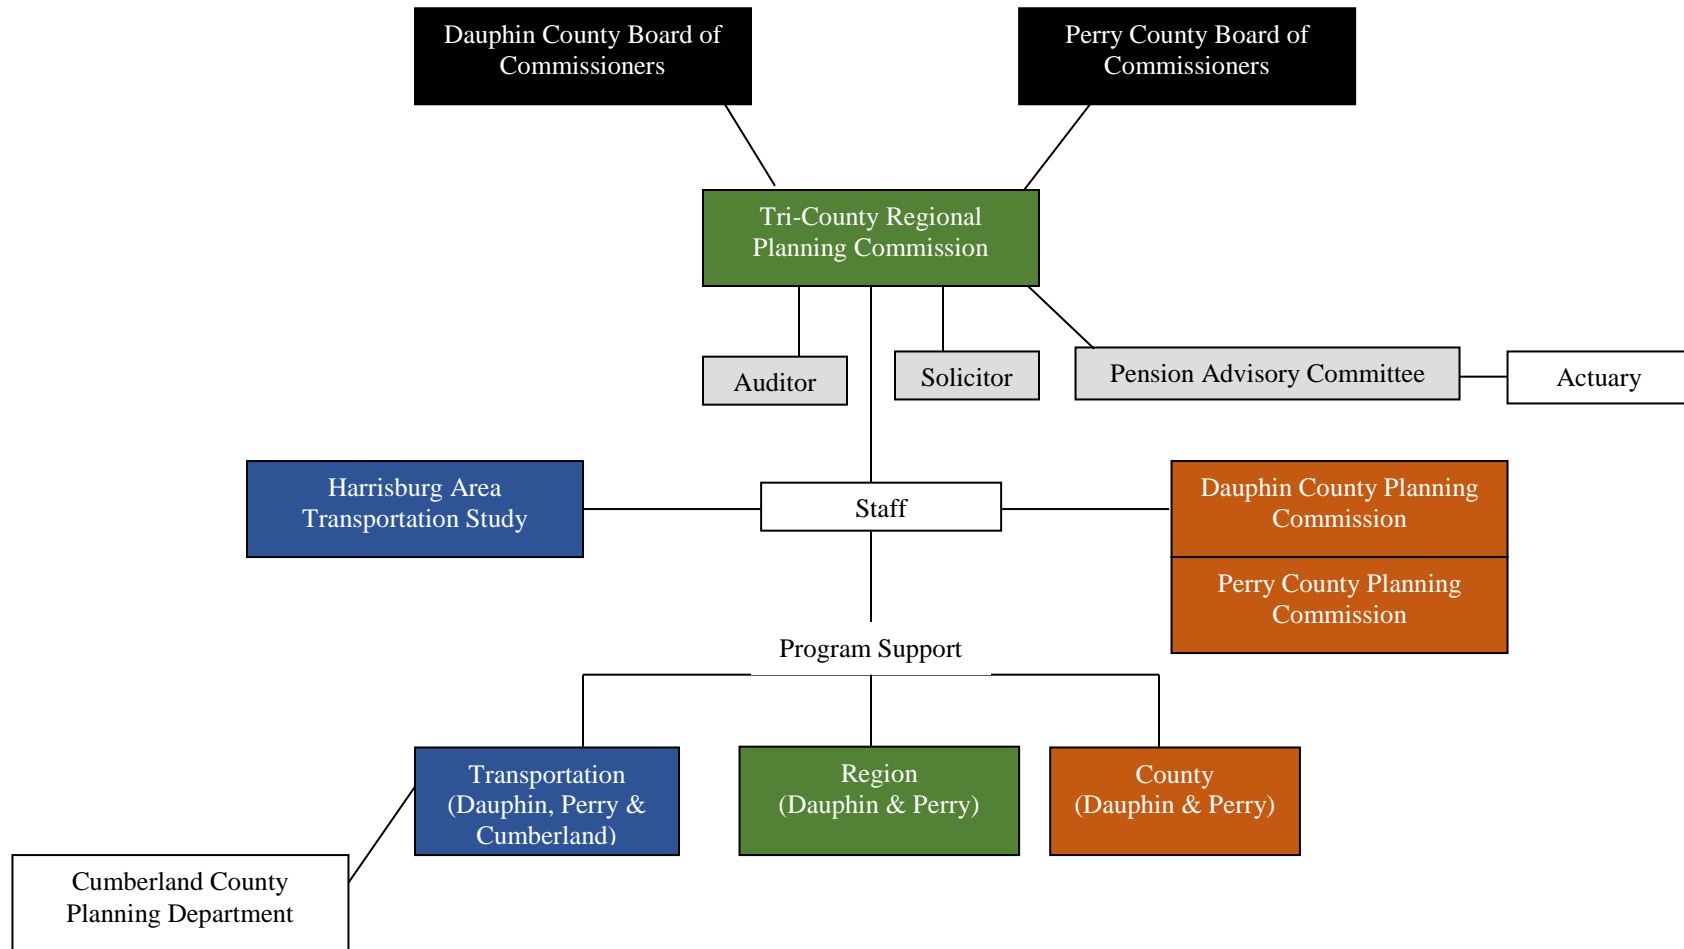 Dauphin County Board of
Commissioners
Perry County Board of
Commissioners
Tri-County Regional
Planning Commission
Auditor
Solicitor
Pension Advisory Committee
Actuary
Harrisburg Area
Transportation Study
Staff
Dauphin County Planning
Commission
Perry County Planning
Commission
Program Support
Transportation
(Dauphin, Perry &
Cumberland)
Region
(Dauphin & Perry)
County
(Dauphin & Perry)
Cumberland County
Planning Department